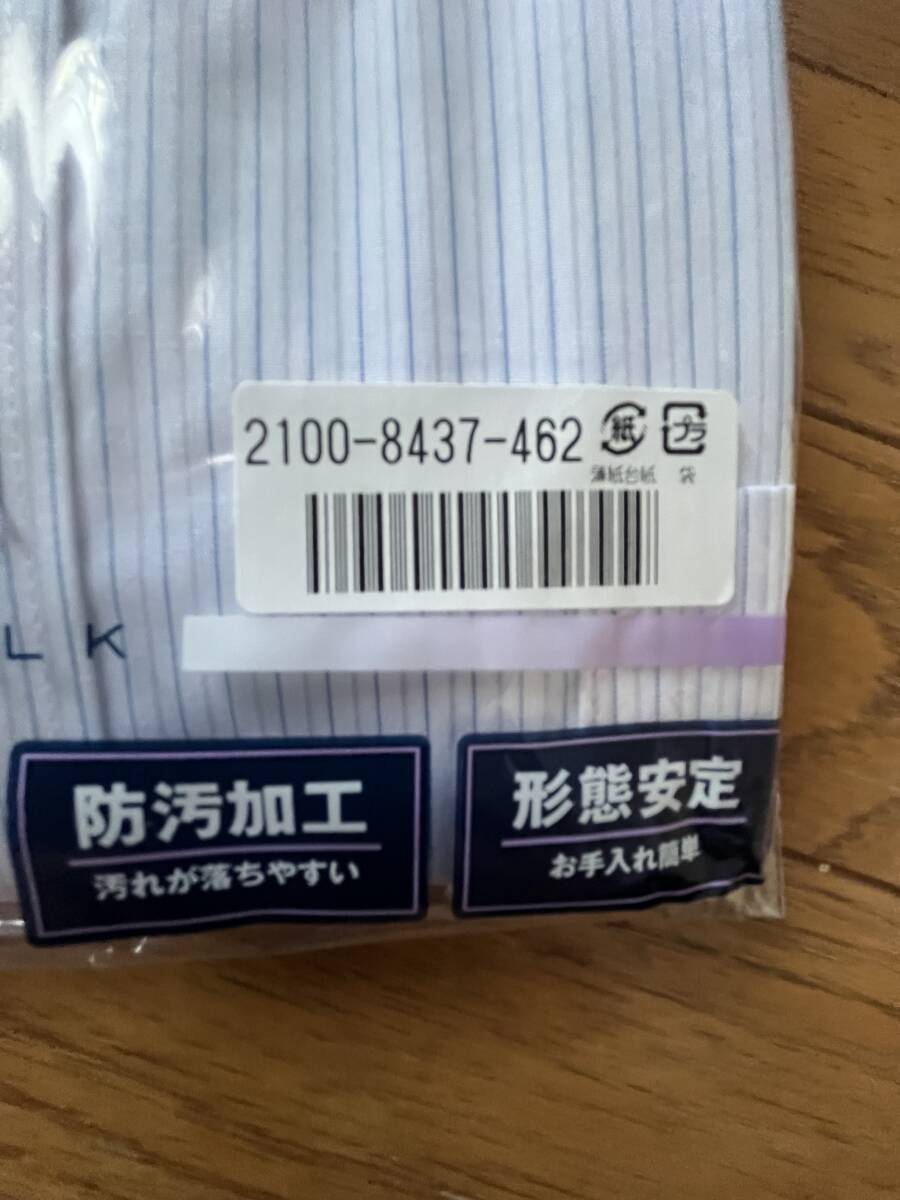 2100-8437-462 紙 プラ
薄紙台紙 袋
LK
防汚加工
汚れが落ちやすい
形態安定
お手入れ簡単